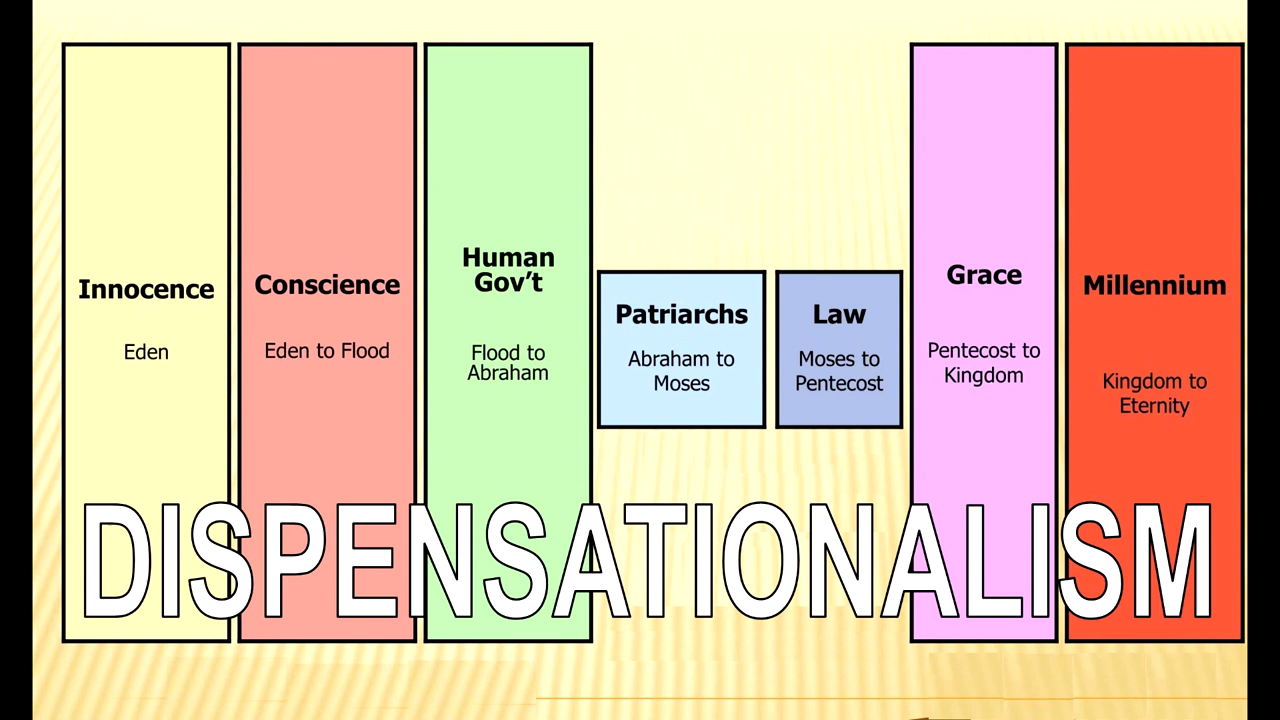 Innocence
Eden
Conscience
Eden to Flood
Human
Gov’t
Flood to
Abraham
Patriarchs
Abraham to
Moses
Law
Moses to
Pentecost
Grace
Pentecost to
Kingdom
Millennium
Kingdom to
Eternity
DISPENSATIONALISM